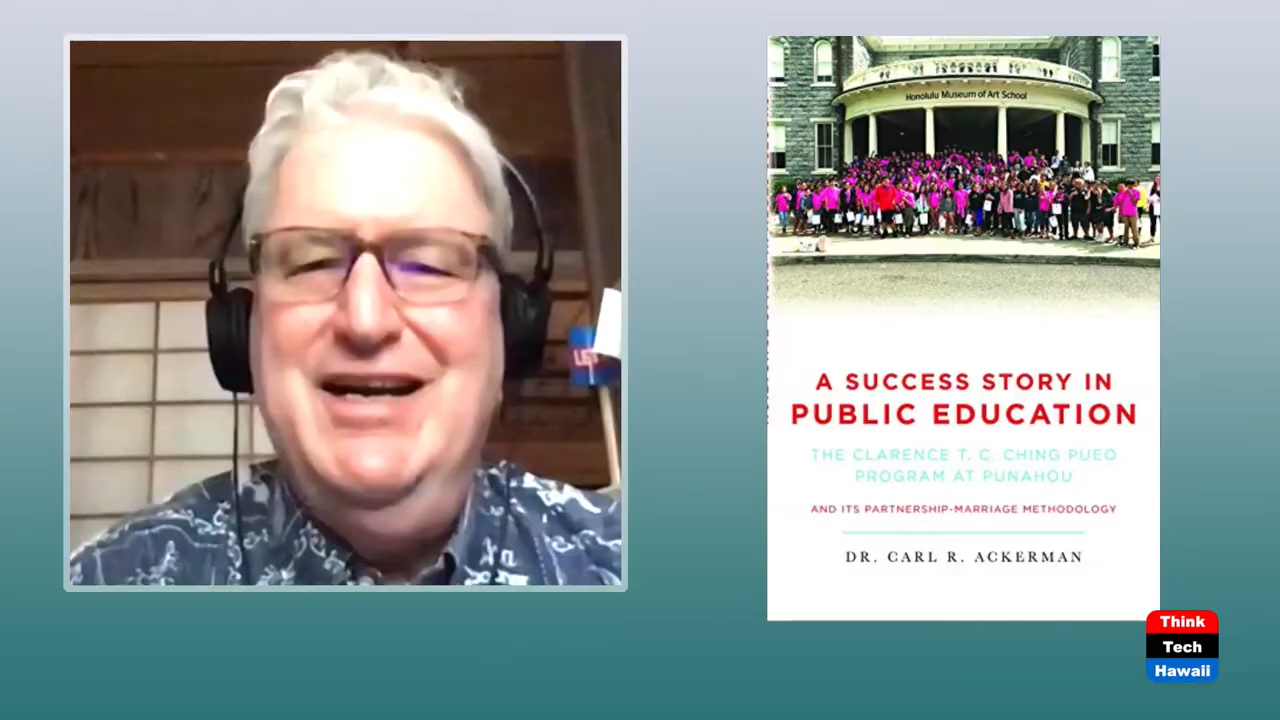 Honolulu Museum of Art School
A SUCCESS STORY IN
PUBLIC EDUCATION
THE CLARENCE T. C. CHING PUEO
PROGRAM AT PUNAHOU
AND ITS PARTNERSHIP-MARRIAGE METHODOLOGY
DR. CARL R. ACKERMAN
Think
Tech
Hawaii